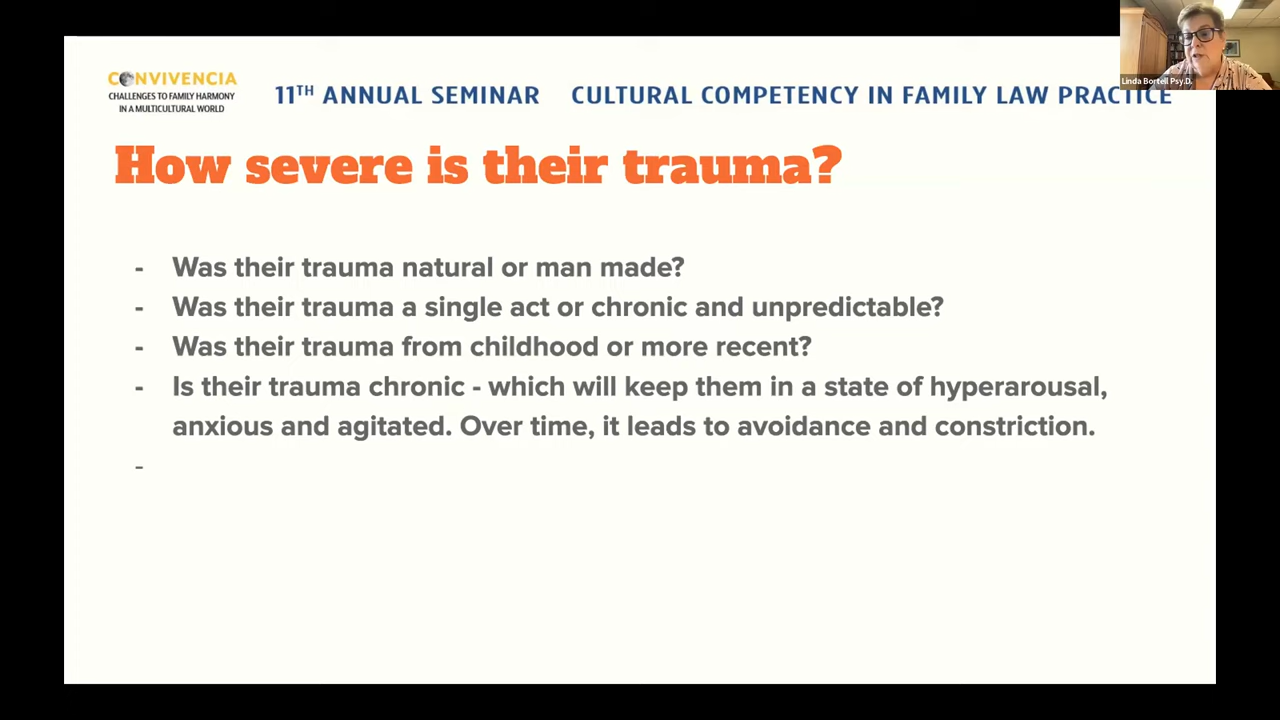 CONVIVENCIA
CHALLENGES TO FAMILY HARMONY
IN A MULTICULTURAL WORLD
11TH ANNUAL SEMINAR CULTURAL COMPETENCY IN FAMILY LAW PRACTICE
Linda Bortell Psy.D.
How severe is their trauma?
- Was their trauma natural or man made?
- Was their trauma a single act or chronic and unpredictable?
- Was their trauma from childhood or more recent?
- Is their trauma chronic - which will keep them in a state of hyperarousal,
anxious and agitated. Over time, it leads to avoidance and constriction.
-